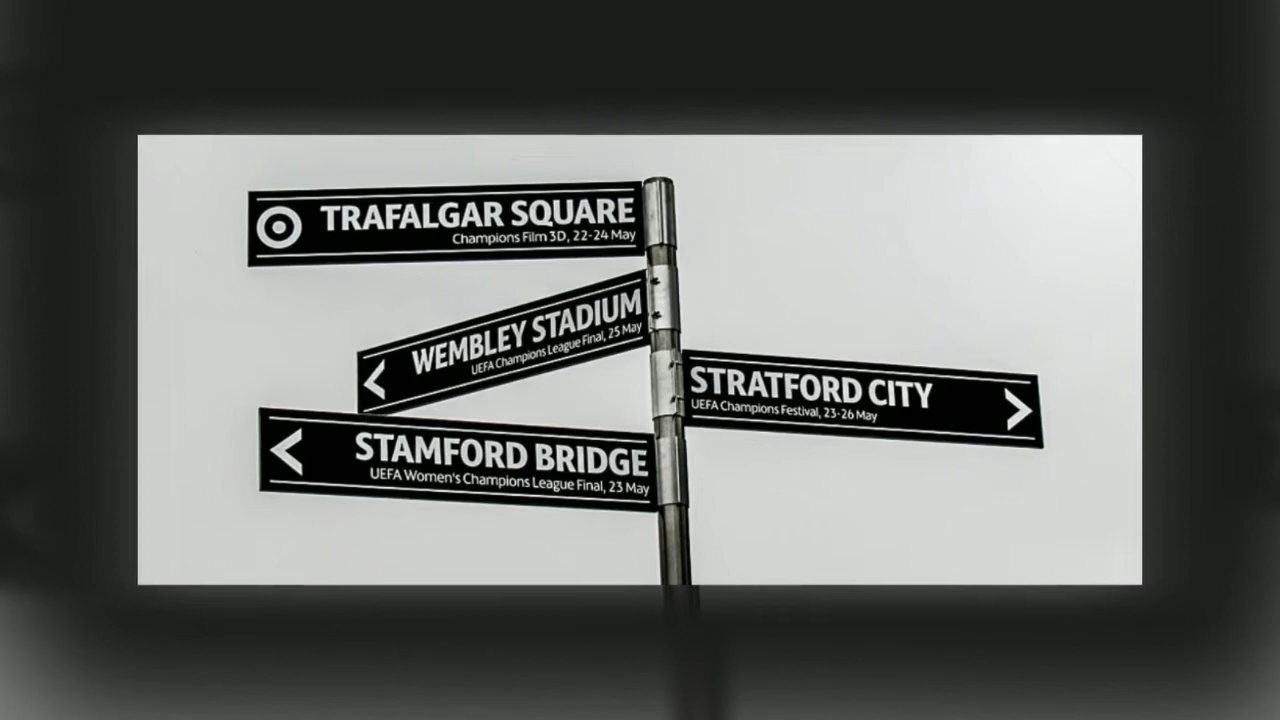 TRAFALGAR SQUARE
Champions Film 3D, 22-24 May
WEMBLEY STADIUM
UEFA Champions League Final, 25 May
STRATFORD CITY
UEFA Champions Festival, 23-26 May
STAMFORD BRIDGE
UEFA Women's Champions League Final, 23 May